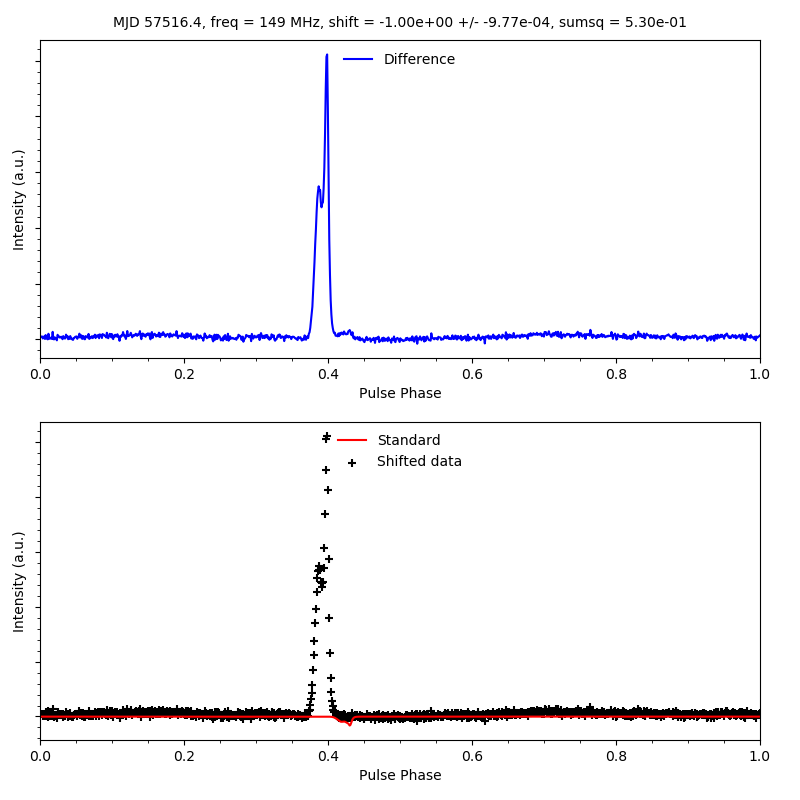 MJD 57516.4, freq = 149 MHz, shift = -1.00e+00 +/- -9.77e-04, sumsq = 5.30e-01
Difference
Intensity (a.u.)
0.0 0.2 0.4 0.6 0.8 1.0
Pulse Phase
Standard
Shifted data
Intensity (a.u.)
0.0 0.2 0.4 0.6 0.8 1.0
Pulse Phase